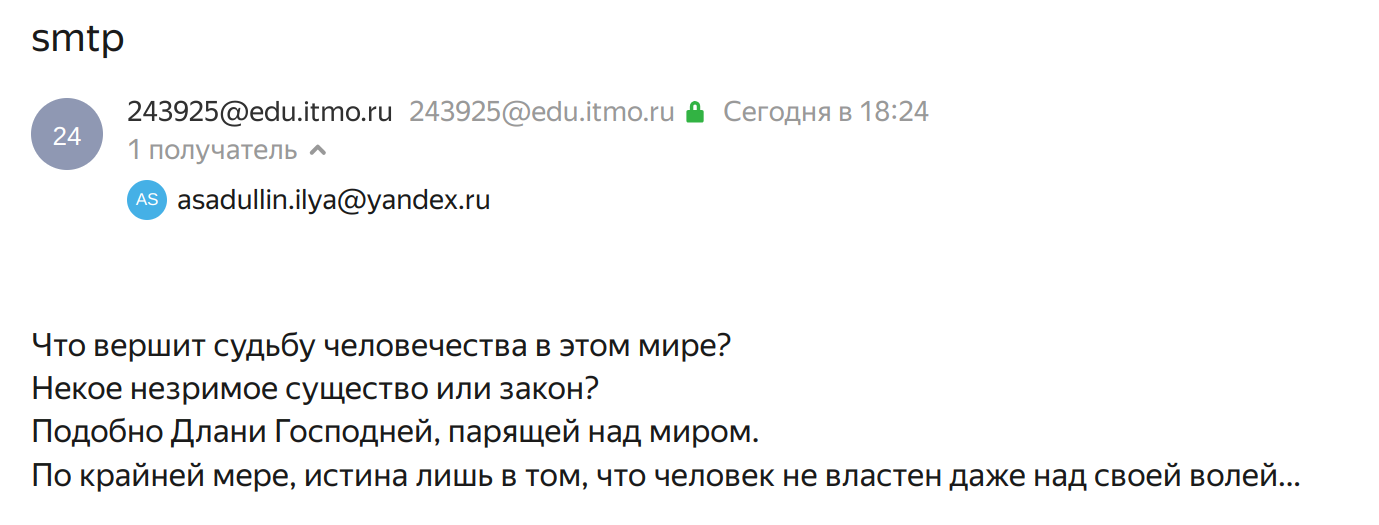 smtp
24 243925@edu.itmo.ru 243925@edu.itmo.ru Сегодня в 18:24
1 получатель
AS asadullin.ilya@yandex.ru
Что вершит судьбу человечества в этом мире?
Некое незримое существо или закон?
Подобно Длани Господней, парящей над миром.
По крайней мере, истина лишь в том, что человек не властен даже над своей волей...